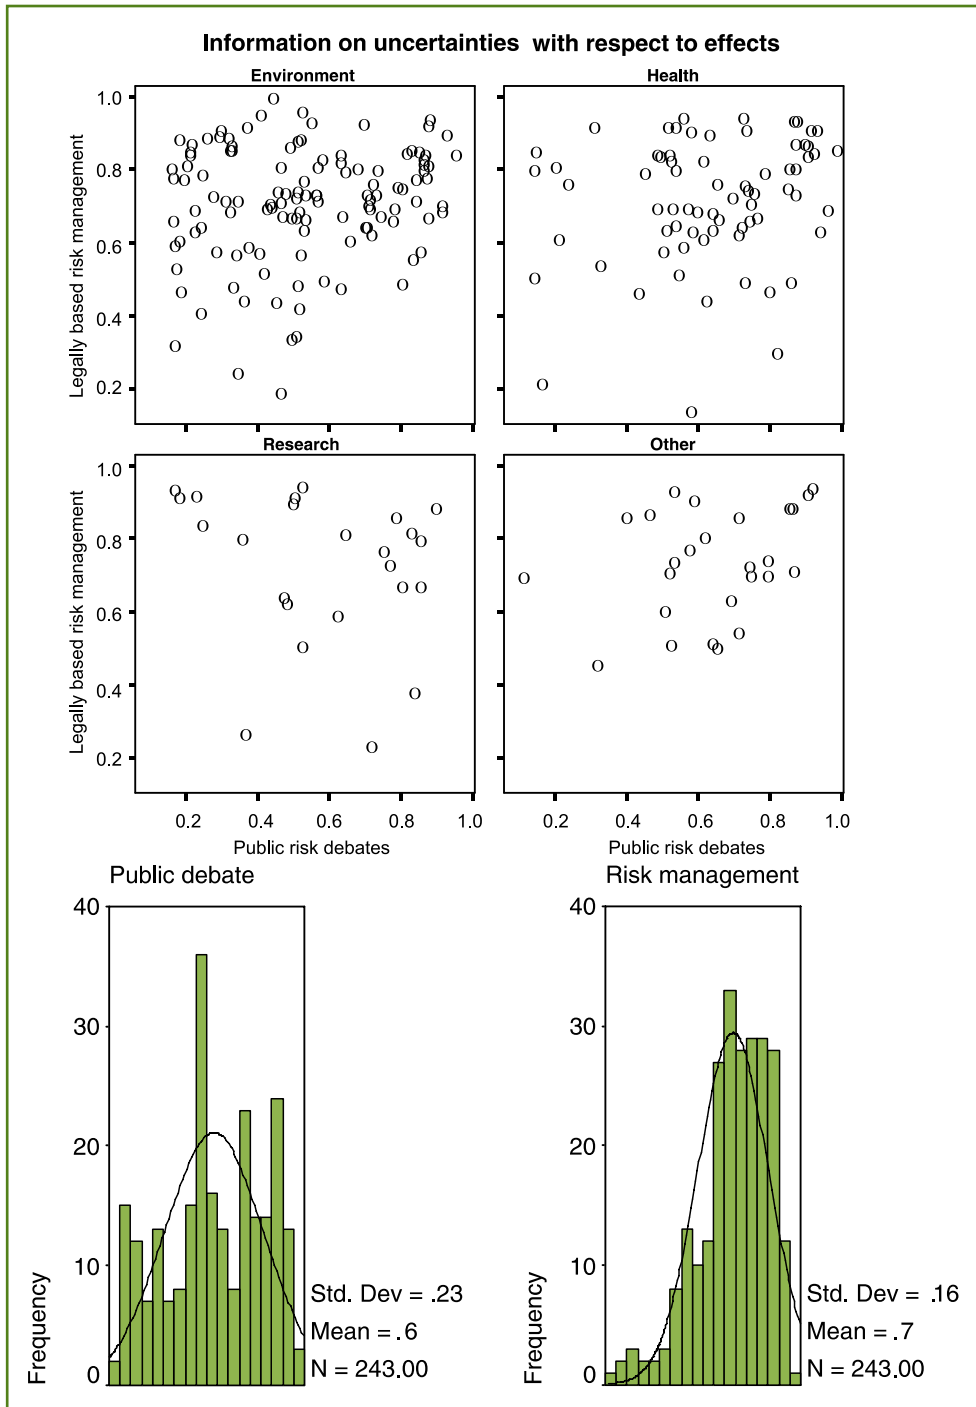 Information on uncertainties with respect to effects
Environment
Health
1.0
0.8
0.6
0.4
0.2
Legally based risk management
Research
Other
1.0
0.8
0.6
0.4
0.2
Legally based risk management
0.2 0.4 0.6 0.8 1.0
0.2 0.4 0.6 0.8 1.0
Public risk debates
Public risk debates
Public debate
40
30
20
10
0
Frequency
Std. Dev = .23
Mean = .6
N = 243.00
Risk management
40
30
20
10
0
Frequency
Std. Dev = .16
Mean = .7
N = 243.00